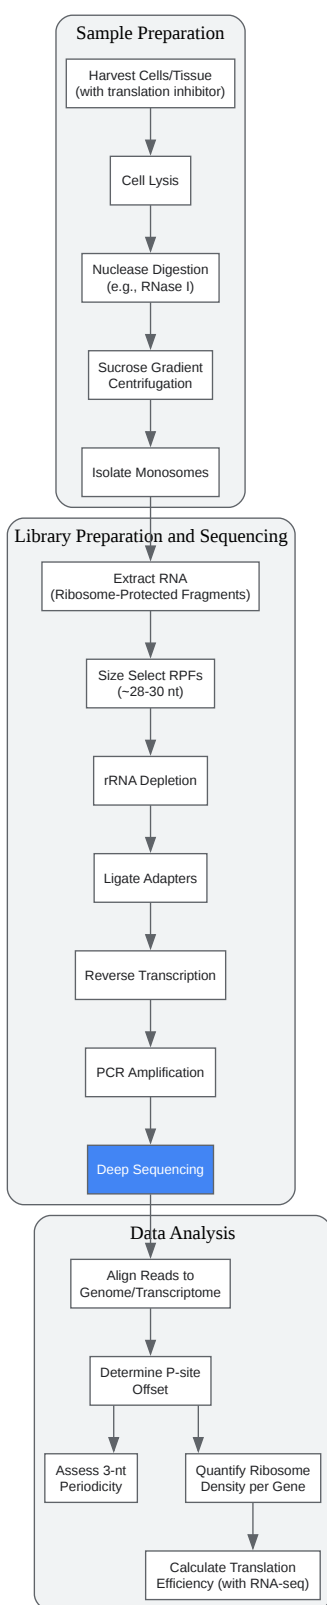 Sample Preparation
Harvest Cells/Tissue
(with translation inhibitor)
Cell Lysis
Nuclease Digestion
(e.g., RNase I)
Sucrose Gradient
Centrifugation
Isolate Monosomes
Library Preparation and Sequencing
Extract RNA
(Ribosome-Protected Fragments)
Size Select RPFs
(~28-30 nt)
rRNA Depletion
Ligate Adapters
Reverse Transcription
PCR Amplification
Deep Sequencing
Data Analysis
Align Reads to
Genome/Transcriptome
Determine P-site
Offset
Assess 3-nt
Periodicity
Quantify Ribosome
Density per Gene
Calculate Translation
Efficiency (with RNA-seq)